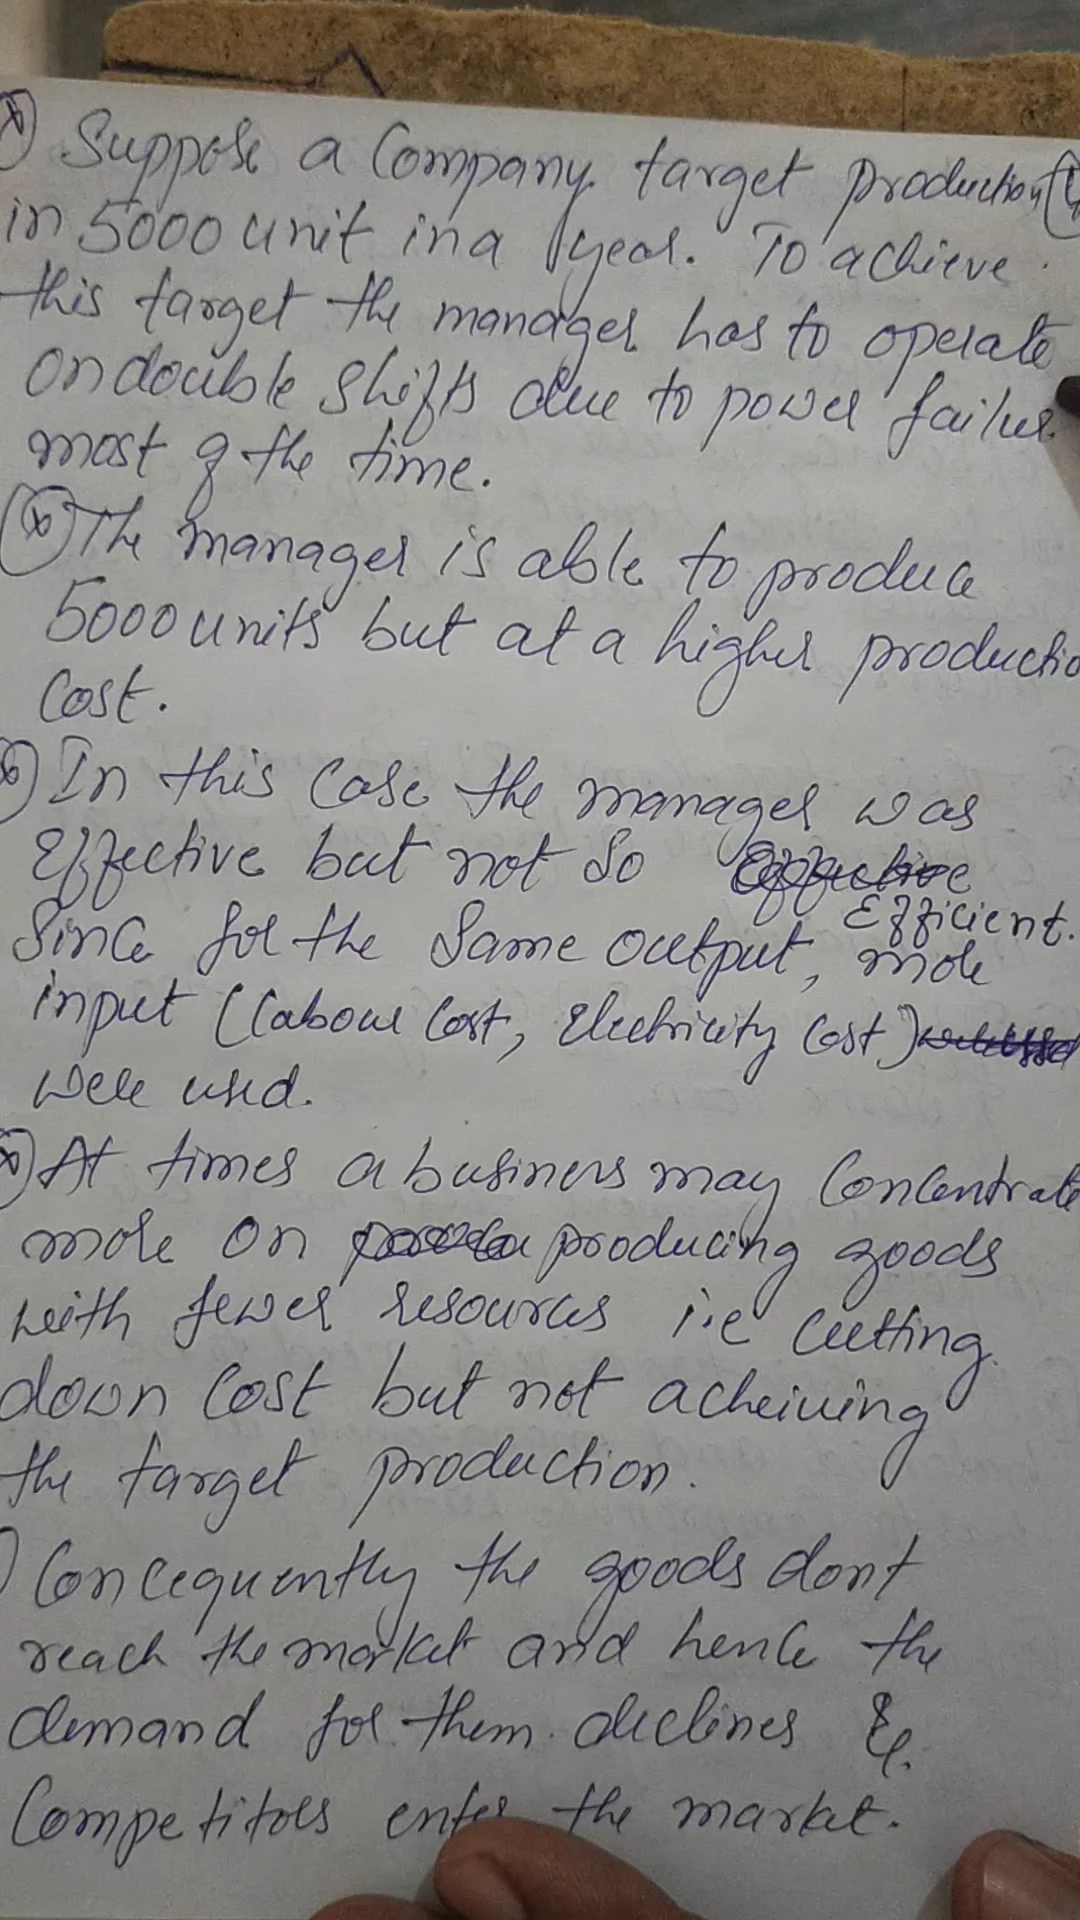 Suppose a Company target production
in 5000 unit in a year. To achieve
this target the manager has to operate
on double shifts due to power failur
most of the time.
The manager is able to produce
5000 units but at a higher productio
Cost.
In this case the manager was
Effective but not so Effective
Efficient.
Since for the same output, more
input (labour Cost, Electricity Cost)
were used.
At times a business may Concentrate
more on producing goods
with fewer resources i.e cutting
down Cost but not acheiving
the target production.
Concequently the goods dont
reach the market and hence the
demand for them declines &
Competitors enter the market.